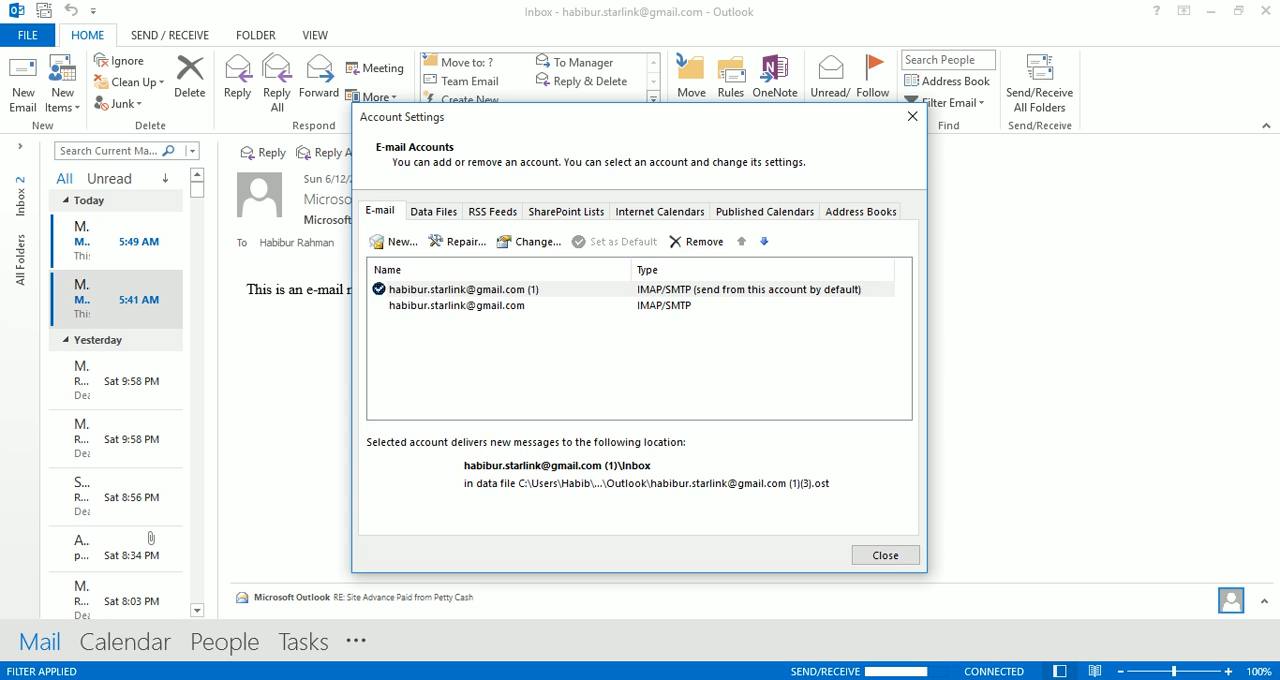 Inbox - habibur.starlink@gmail.com - Outlook
?
FILE
HOME
SEND / RECEIVE
FOLDER
VIEW
New Email
New Items
New
Ignore
Clean Up
Junk
Delete
Delete
Reply
Reply All
Forward
Meeting
More
Respond
Move to: ?
Team Email
Create New
To Manager
Reply & Delete
Move
Rules
OneNote
Unread/
Follow
Search People
Address Book
Filter Email
Find
Send/Receive All Folders
Send/Receive
Inbox 2
All Folders
Search Current Ma...
All
Unread
Today
M.
M.. 5:49 AM
This
M.
M.. 5:41 AM
This
Yesterday
M.
R... Sat 9:58 PM
Dea
M.
R... Sat 9:58 PM
Dea
S...
R... Sat 8:56 PM
Dea
A..
p... Sat 8:34 PM
M.
R... Sat 8:03 PM
Dea
Reply
Reply A
Sun 6/12/
Microso
Microsoft
To Habibur Rahman
This is an e-mail
Account Settings
E-mail Accounts
You can add or remove an account. You can select an account and change its settings.
E-mail
Data Files
RSS Feeds
SharePoint Lists
Internet Calendars
Published Calendars
Address Books
New...
Repair...
Change...
Set as Default
Remove
Name
Type
habibur.starlink@gmail.com (1) IMAP/SMTP (send from this account by default)
habibur.starlink@gmail.com IMAP/SMTP
Selected account delivers new messages to the following location:
habibur.starlink@gmail.com (1)\Inbox
in data file C:\Users\Habib\...\Outlook\habibur.starlink@gmail.com (1)(3).ost
Close
Microsoft Outlook RE: Site Advance Paid from Petty Cash
Mail
Calendar
People
Tasks
•••
FILTER APPLIED
SEND/RECEIVE
CONNECTED
100%